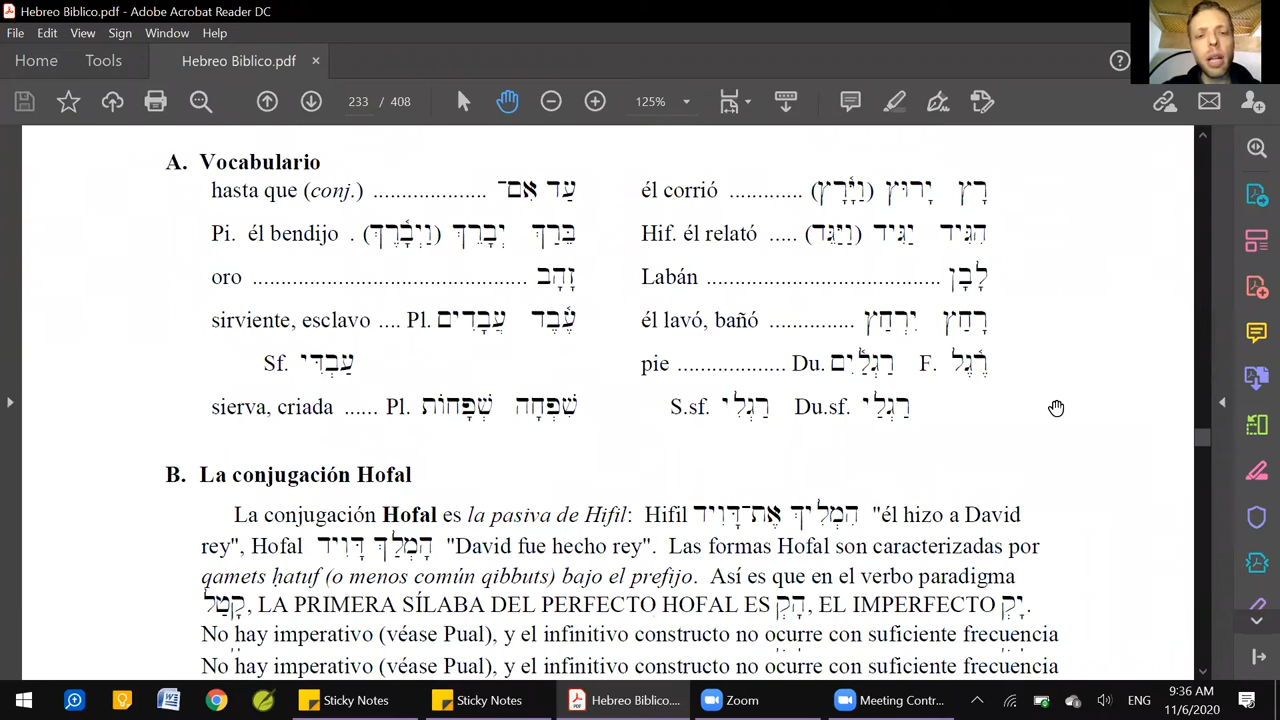 Hebreo Biblico.pdf - Adobe Acrobat Reader DC
File Edit View Sign Window Help
Home Tools Hebreo Biblico.pdf ×
233 / 408 125%
A. Vocabulario
hasta que (conj.) .................. עַד אִם־
Pi. él bendijo . בֵּרַךְ יְבָרֵךְ (וַיְבָ֫רֶךְ)
oro ............................................ זָהָב
sirviente, esclavo .... עֶ֫בֶד Pl. עֲבָדִים
Sf. עַבְדִּי
sierva, criada ...... שִׁפְחָה Pl. שְׁפָחוֹת
él corrió ............ רָץ יָרוּץ (וַיָּ֫רָץ)
Hif. él relató ..... הִגִּיד יַגִּיד (וַיַּגֵּד)
Labán ...................................... לָבָן
él lavó, bañó .............. רָחַץ יִרְחַץ
pie .................. רֶ֫גֶל F. Du. רַגְלַ֫יִם
S.sf. רַגְלִי Du.sf. רַגְלַי
B. La conjugación Hofal
La conjugación Hofal es la pasiva de Hifil: Hifil הִמְלִיךְ אֶת־דָּוִיד "él hizo a David
rey", Hofal הָמְלַךְ דָּוִיד "David fue hecho rey". Las formas Hofal son caracterizadas por
qamets ḥatuf (o menos común qibbuts) bajo el prefijo. Así es que en el verbo paradigma
קָטַל, LA PRIMERA SÍLABA DEL PERFECTO HOFAL ES הָקְ, EL IMPERFECTO יָקְ.
No hay imperativo (véase Pual), y el infinitivo constructo no ocurre con suficiente frecuencia
No hay imperativo (véase Pual), y el infinitivo constructo no ocurre con suficiente frecuencia
Sticky Notes Sticky Notes Hebreo Biblico.... Zoom Meeting Contr... ENG 9:36 AM
11/6/2020